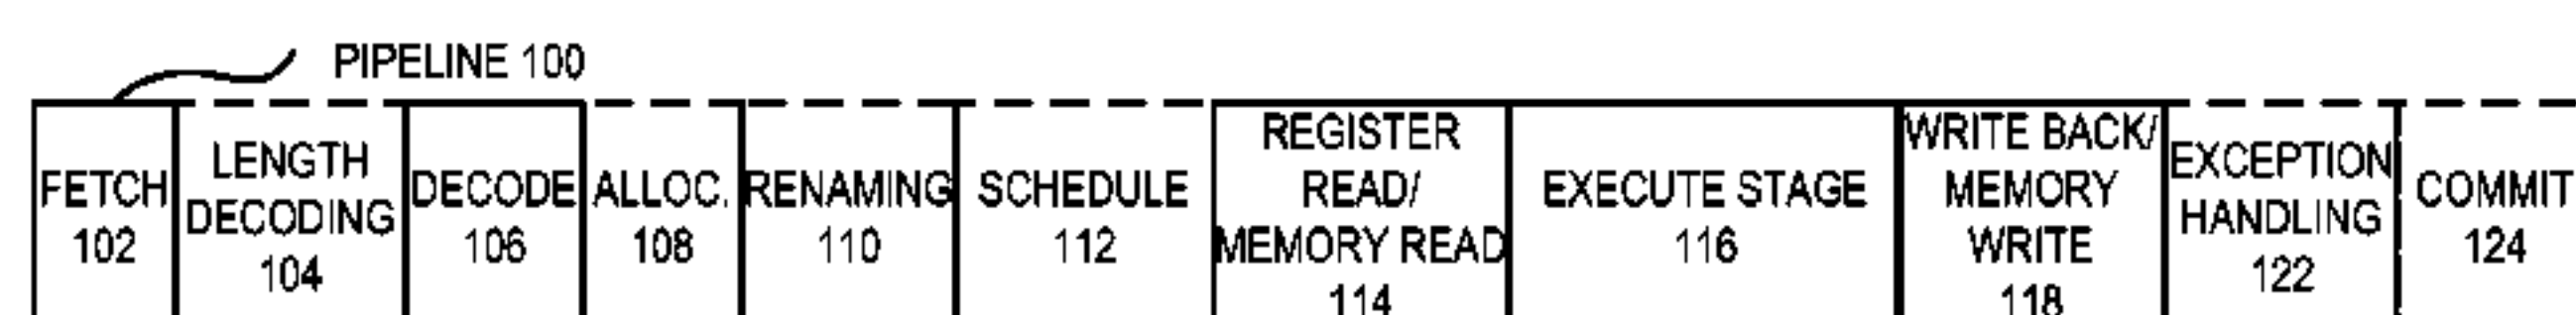 PIPELINE 100
FETCH
102
LENGTH
DECODING
104
DECODE
106
ALLOC.
108
RENAMING
110
SCHEDULE
112
REGISTER
READ/
MEMORY READ
114
EXECUTE STAGE
116
WRITE BACK/
MEMORY
WRITE
118
EXCEPTION
HANDLING
122
COMMIT
124